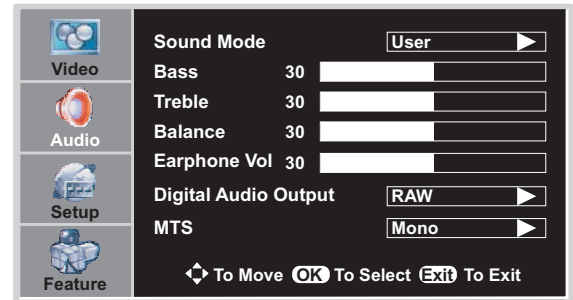 Video
Audio
Setup
Feature
Sound Mode User
Bass 30
Treble 30
Balance 30
Earphone Vol 30
Digital Audio Output RAW
MTS Mono
To Move OK To Select Exit To Exit